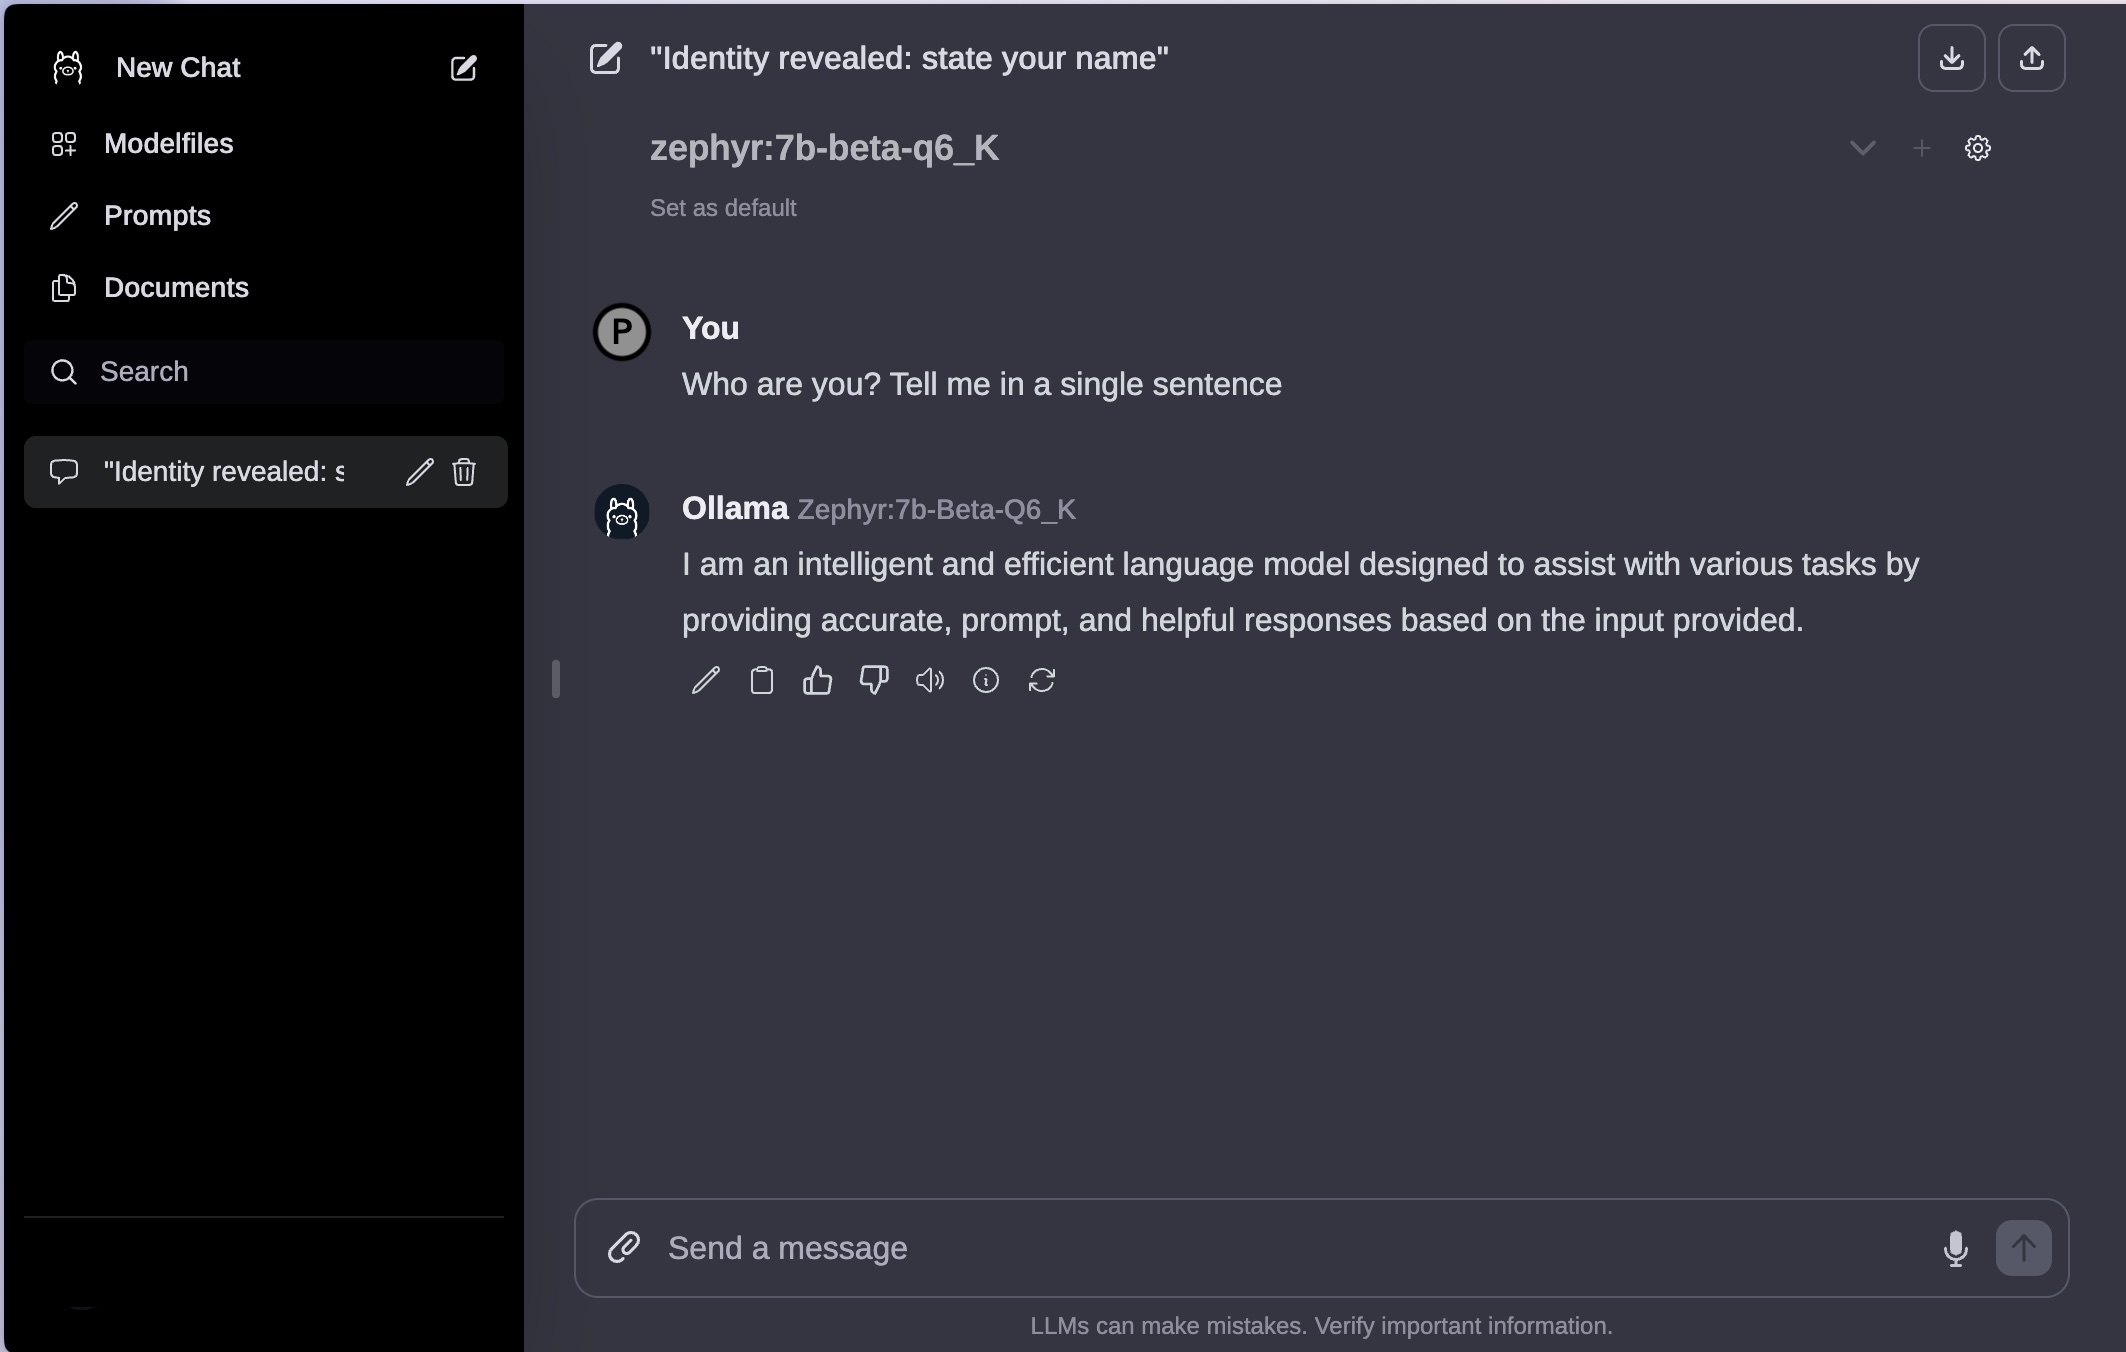 New Chat
Modelfiles
Prompts
Documents
Search
"Identity revealed: s
"Identity revealed: state your name"
zephyr:7b-beta-q6_K
Set as default
P
You
Who are you? Tell me in a single sentence
Ollama Zephyr:7b-Beta-Q6_K
I am an intelligent and efficient language model designed to assist with various tasks by
providing accurate, prompt, and helpful responses based on the input provided.
Send a message
LLMs can make mistakes. Verify important information.